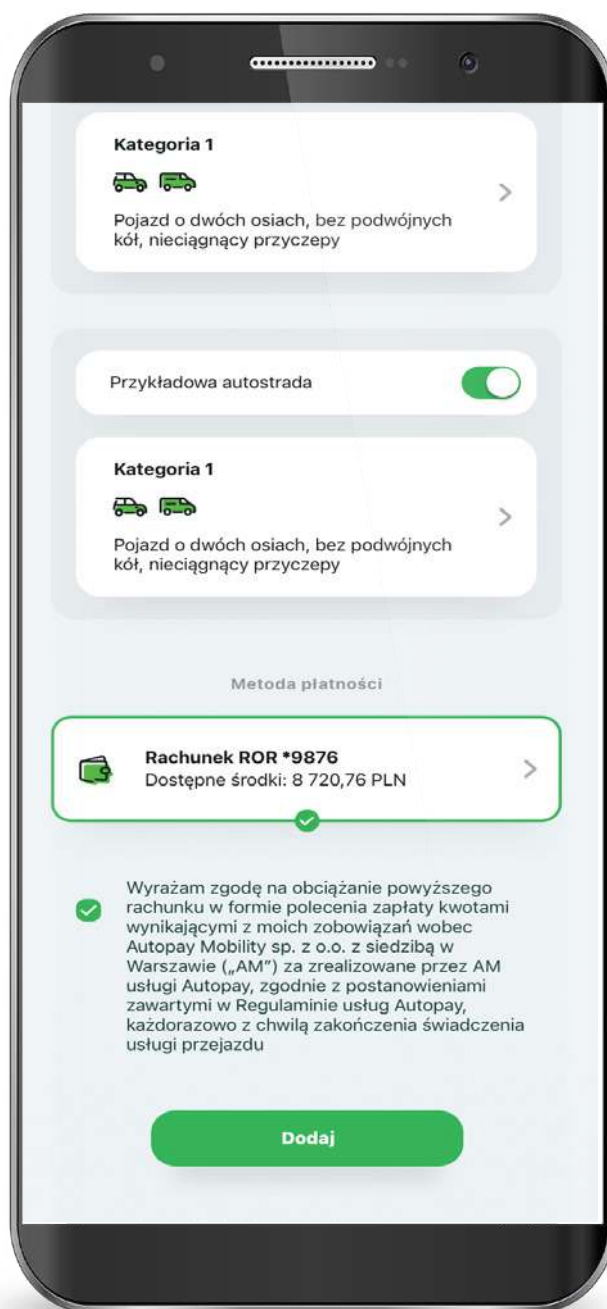 Kategoria 1
Pojazd o dwóch osiach, bez podwójnych
kół, nieciągnący przyczepy
Przykładowa autostrada
Kategoria 1
Pojazd o dwóch osiach, bez podwójnych
kół, nieciągnący przyczepy
Metoda płatności
Rachunek ROR *9876
Dostępne środki: 8 720,76 PLN
Wyrażam zgodę na obciążanie powyższego
rachunku w formie polecenia zapłaty kwotami
wynikającymi z moich zobowiązań wobec
Autopay Mobility sp. z o.o. z siedzibą w
Warszawie („AM”) za zrealizowane przez AM
usługi Autopay, zgodnie z postanowieniami
zawartymi w Regulaminie usług Autopay,
każdorazowo z chwilą zakończenia świadczenia
usługi przejazdu
Dodaj